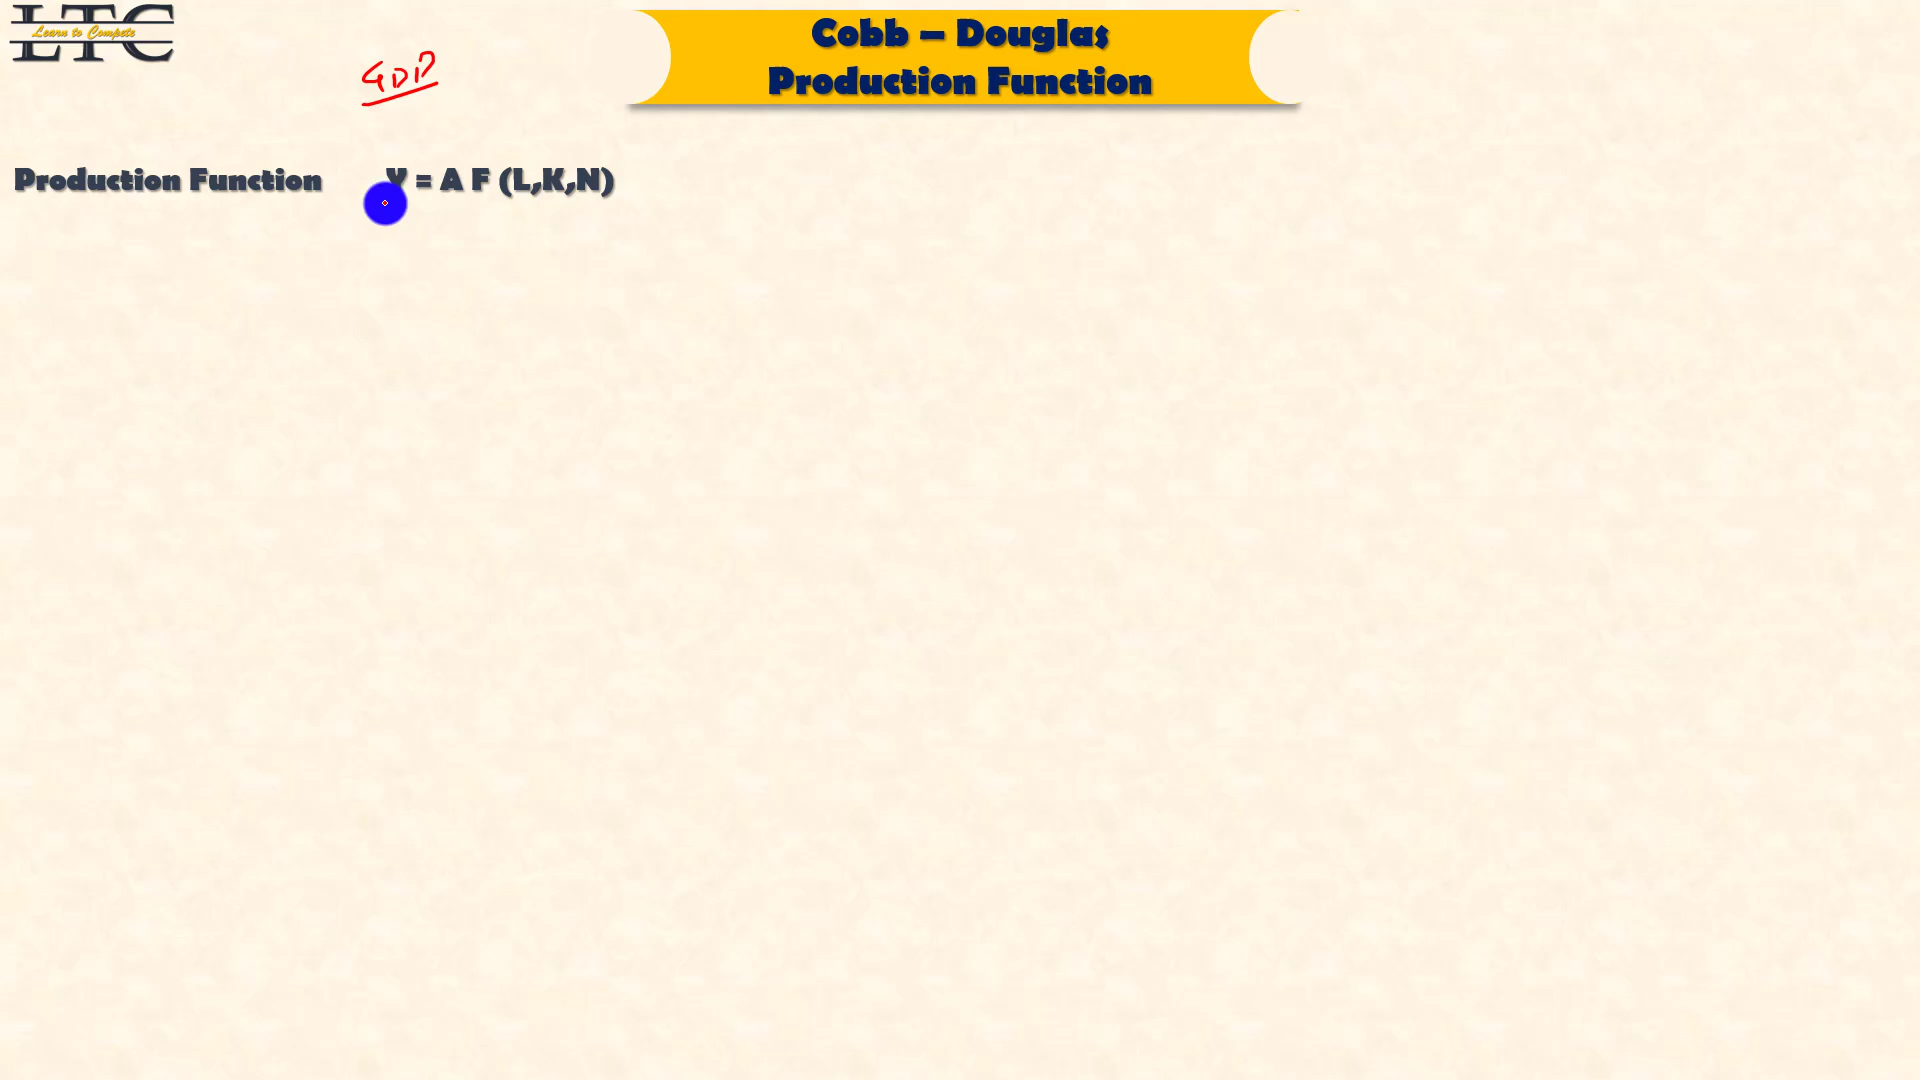 LTC
Learn to Compete
Cobb – Douglas
Production Function
GDP
Production Function Y = A F (L,K,N)